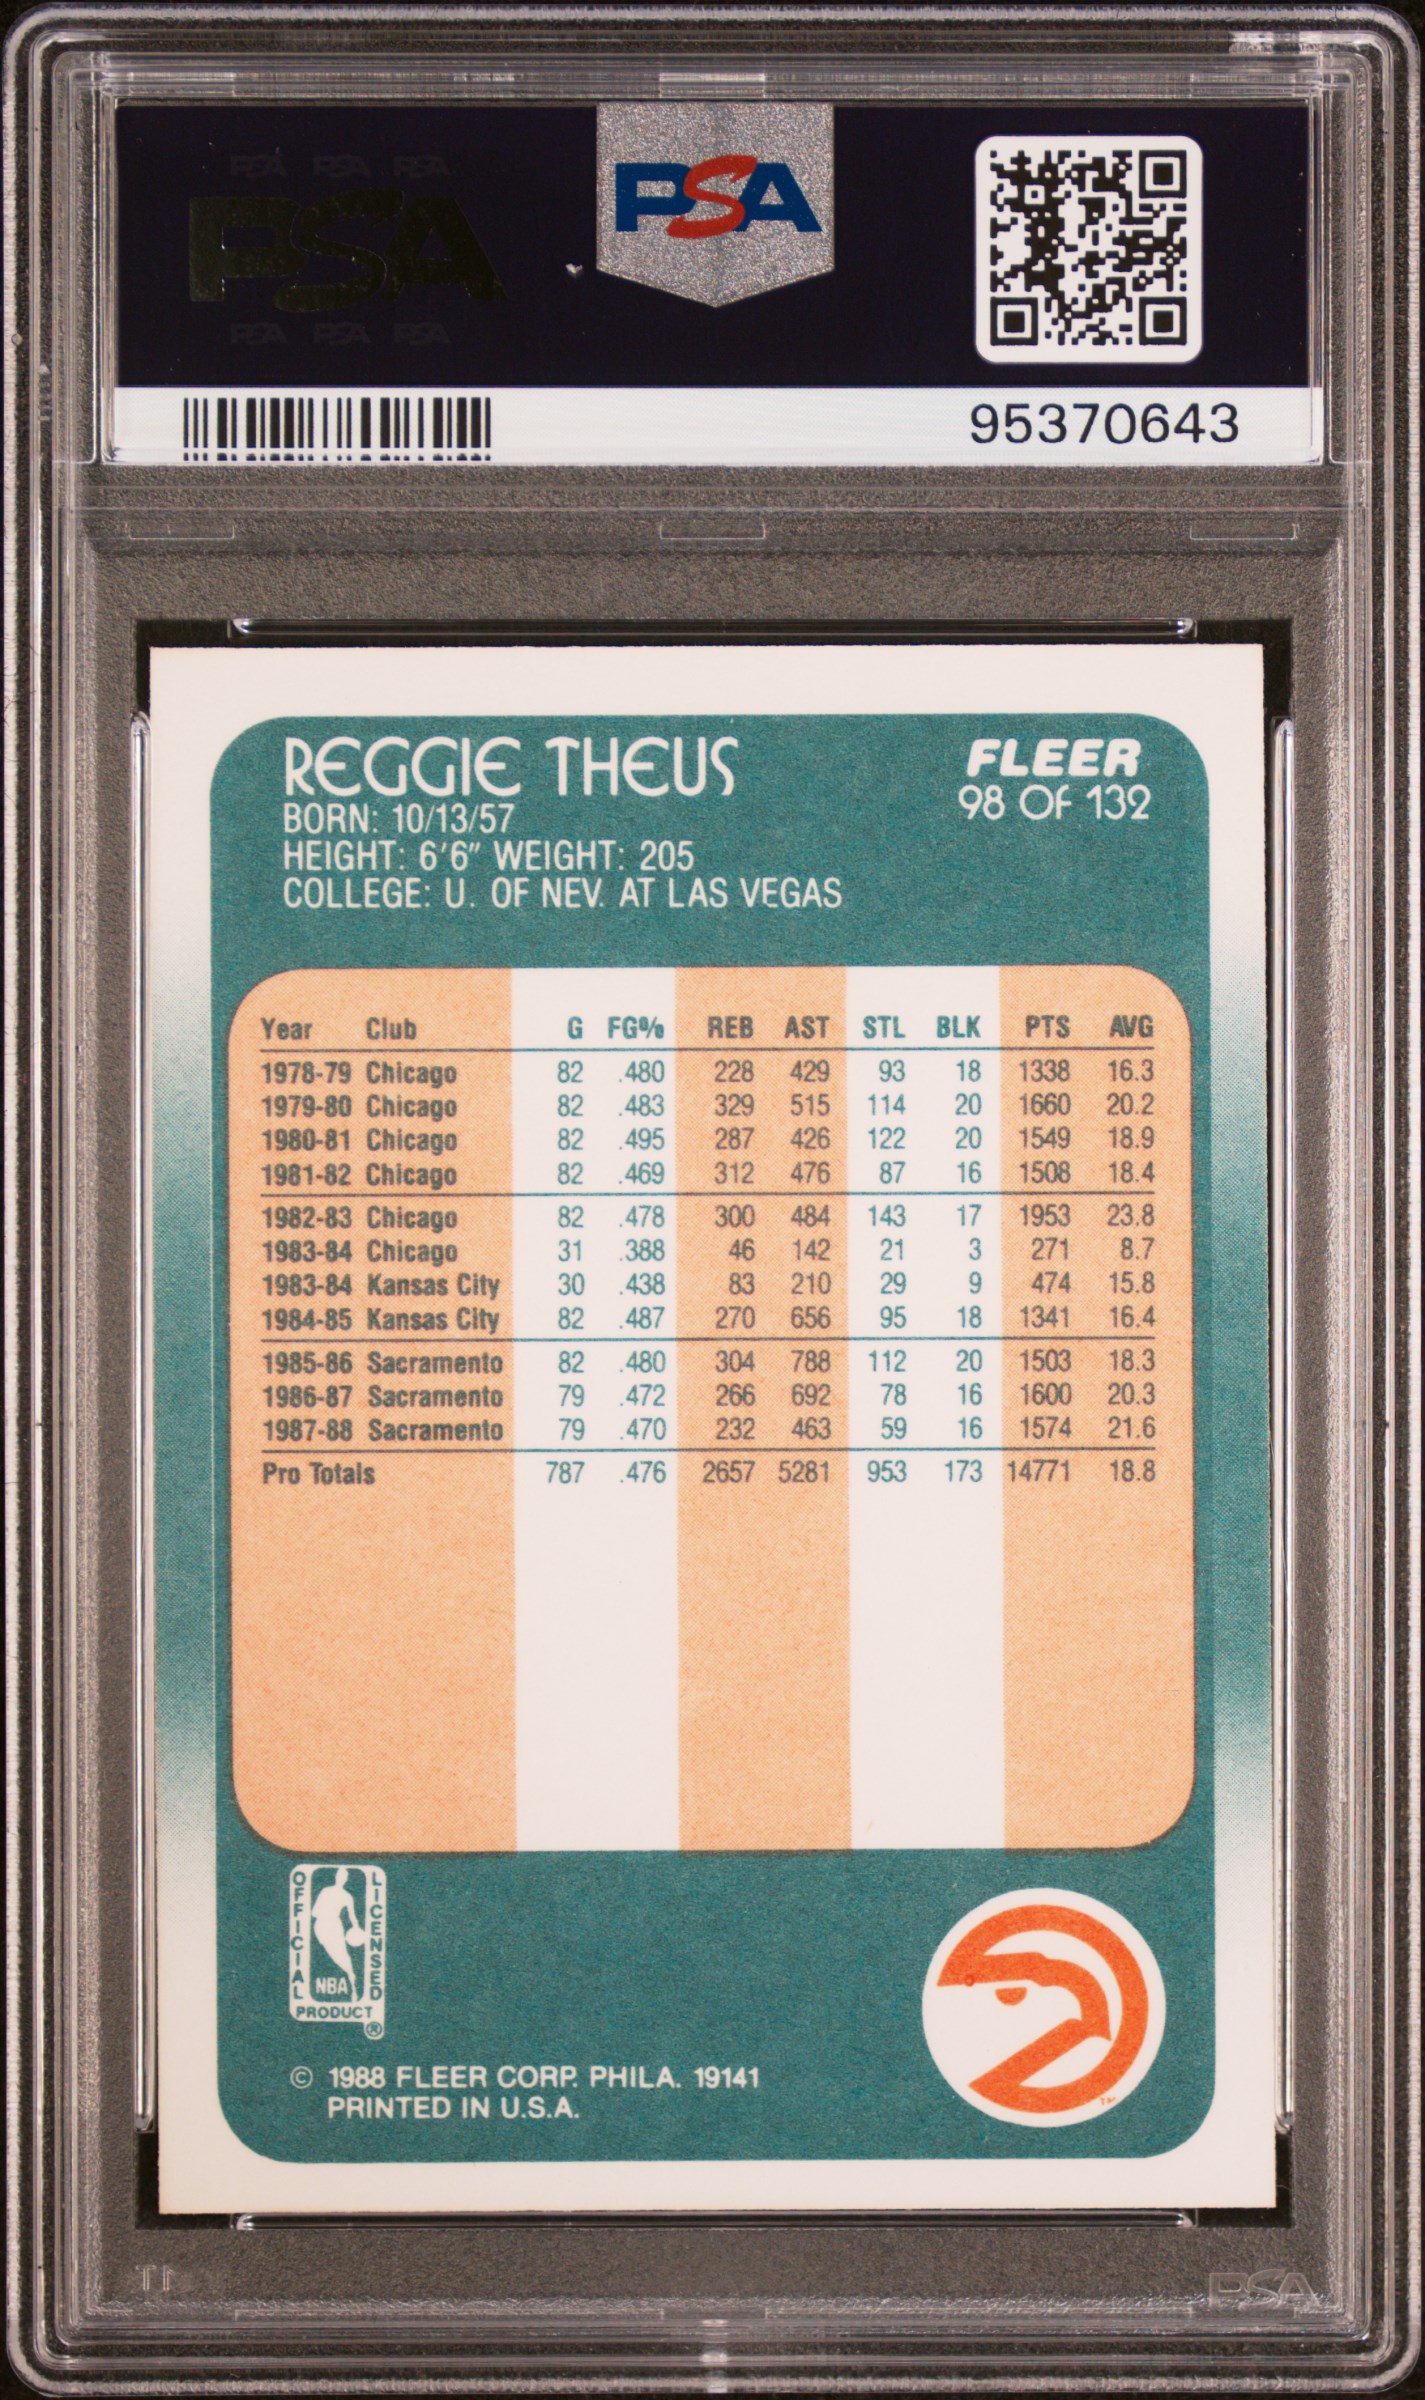 PSA PSA PSA
PSA
PSA PSA PSA
PSA
95370643
REGGIE THEUS
BORN: 10/13/57
HEIGHT: 6'6" WEIGHT: 205
COLLEGE: U. OF NEV. AT LAS VEGAS
FLEER
98 OF 132
Year Club G FG% REB AST STL BLK PTS AVG
1978-79 Chicago 82 .480 228 429 93 18 1338 16.3
1979-80 Chicago 82 .483 329 515 114 20 1660 20.2
1980-81 Chicago 82 .495 287 426 122 20 1549 18.9
1981-82 Chicago 82 .469 312 476 87 16 1508 18.4
1982-83 Chicago 82 .478 300 484 143 17 1953 23.8
1983-84 Chicago 31 .388 46 142 21 3 271 8.7
1983-84 Kansas City 30 .438 83 210 29 9 474 15.8
1984-85 Kansas City 82 .487 270 656 95 18 1341 16.4
1985-86 Sacramento 82 .480 304 788 112 20 1503 18.3
1986-87 Sacramento 79 .472 266 692 78 16 1600 20.3
1987-88 Sacramento 79 .470 232 463 59 16 1574 21.6
Pro Totals 787 .476 2657 5281 953 173 14771 18.8
OFFICIAL
LICENSED
NBA
PRODUCT
®
© 1988 FLEER CORP. PHILA. 19141
PRINTED IN U.S.A.
TM
PSA